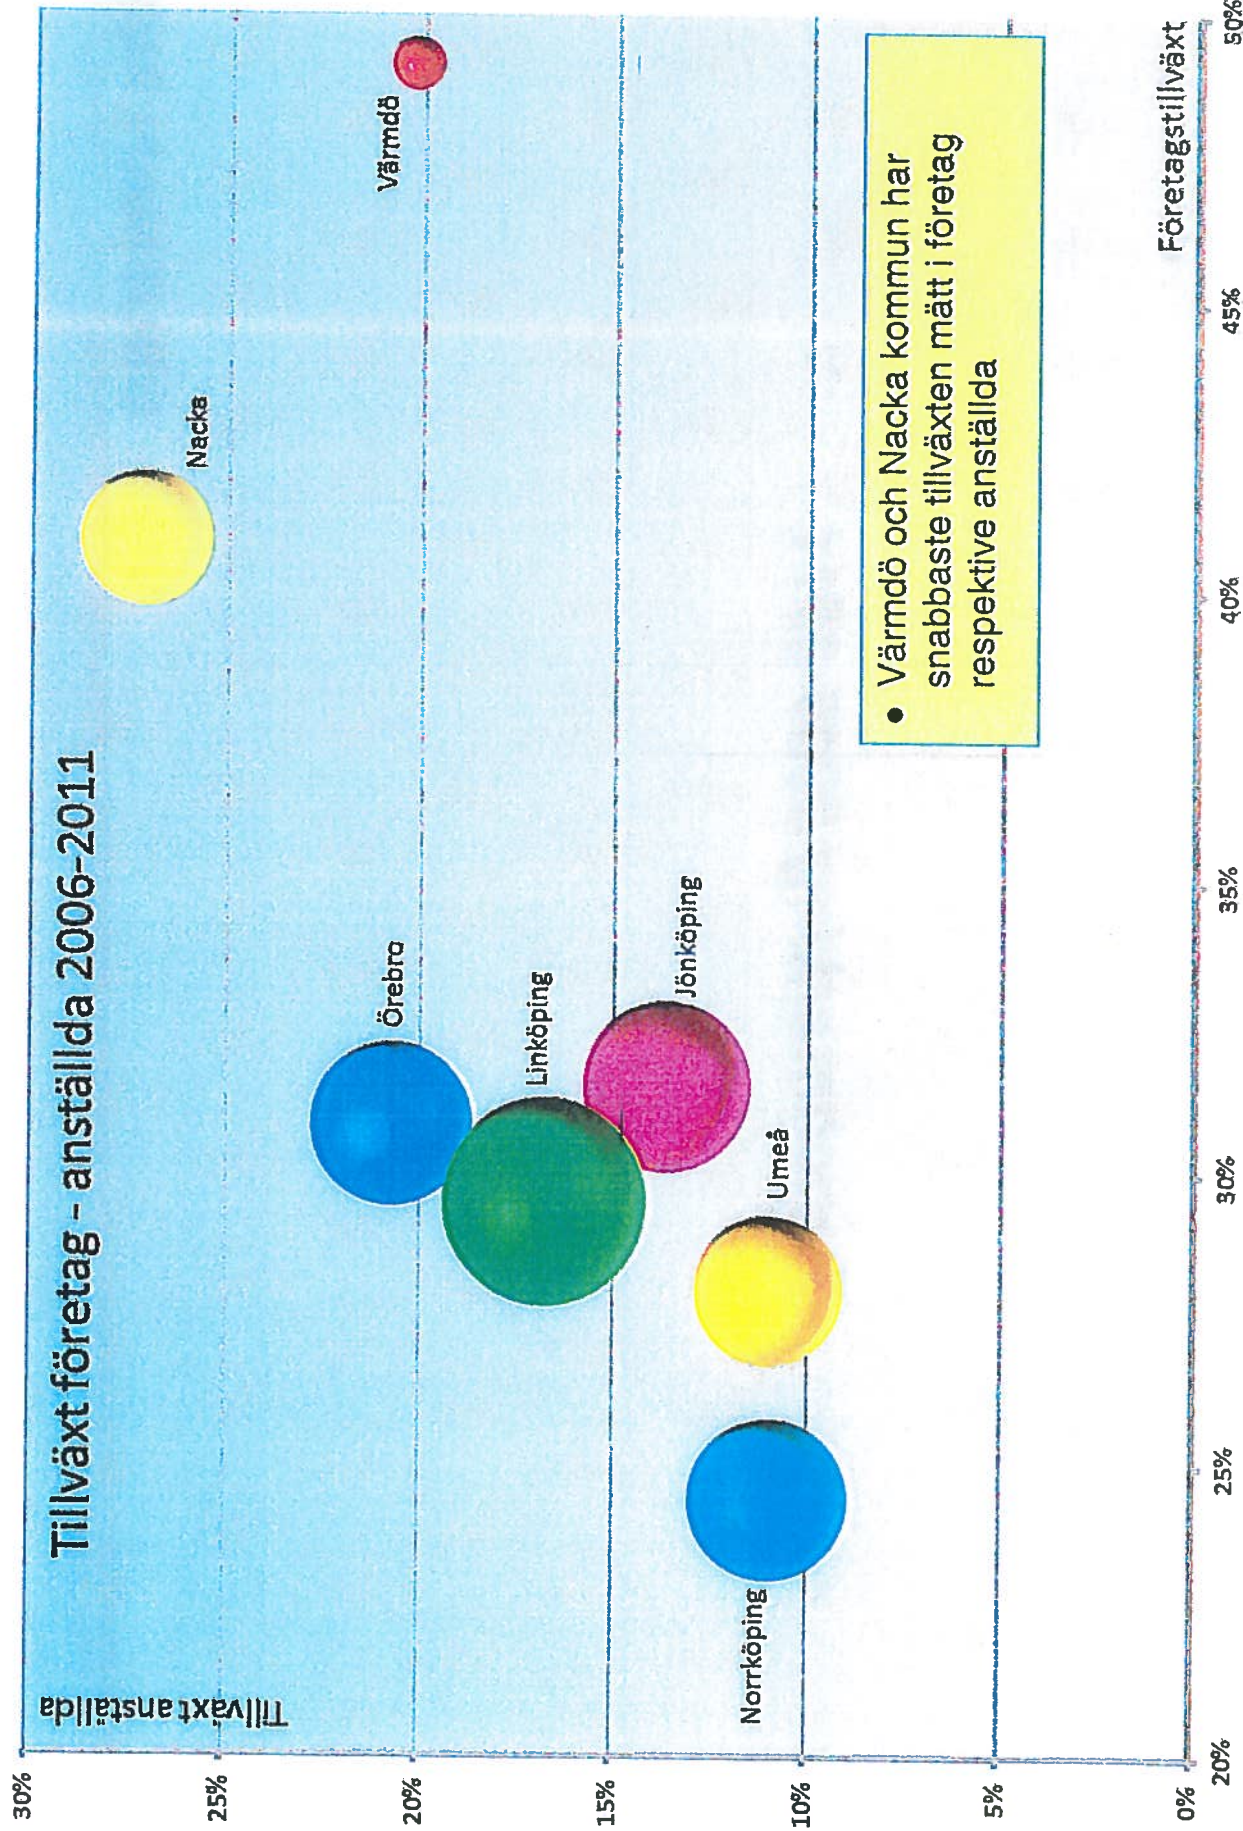 Tillväxt företag - anställda 2006-2011
Tillväxt anställda
30%
25%
20%
15%
10%
5%
0%
Nacka
Värmdö
Örebro
Linköping
Jönköping
Umeå
Norrköping
• Värmdö och Nacka kommun har
snabbaste tillväxten mätt i företag
respektive anställda
Företagstillväxt
20%
25%
30%
35%
40%
45%
50%